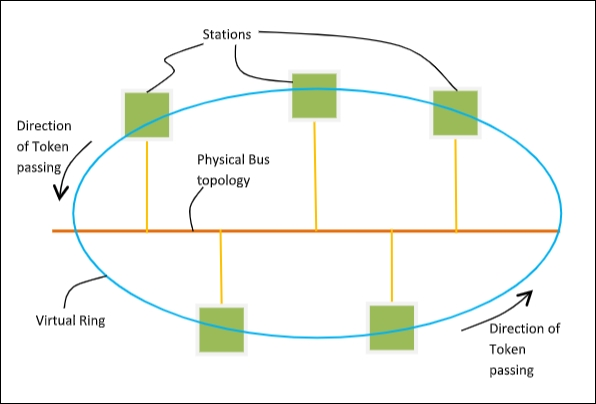 Stations
Direction
of Token
passing
Physical Bus
topology
Virtual Ring
Direction of
Token
passing